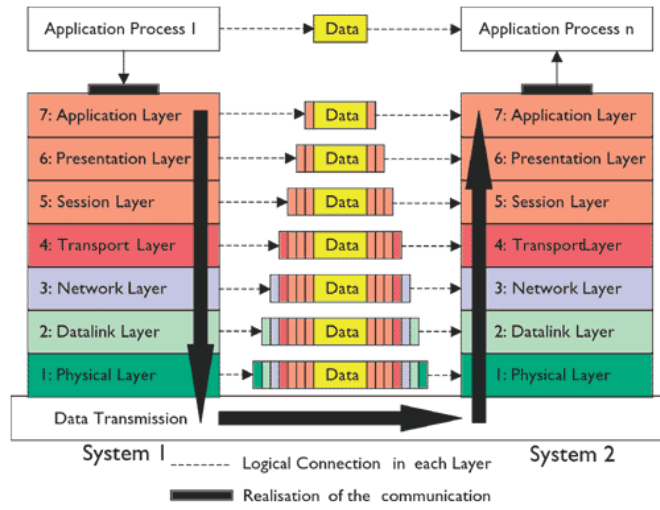 Application Process 1 Data Application Process n
7: Application Layer Data 7: Application Layer
6: Presentation Layer Data 6: Presentation Layer
5: Session Layer Data 5: Session Layer
4: Transport Layer Data 4: TransportLayer
3: Network Layer Data 3: Network Layer
2: Datalink Layer Data 2: Datalink Layer
1: Physical Layer Data 1: Physical Layer
Data Transmission
System 1 System 2
Logical Connection in each Layer
Realisation of the communication